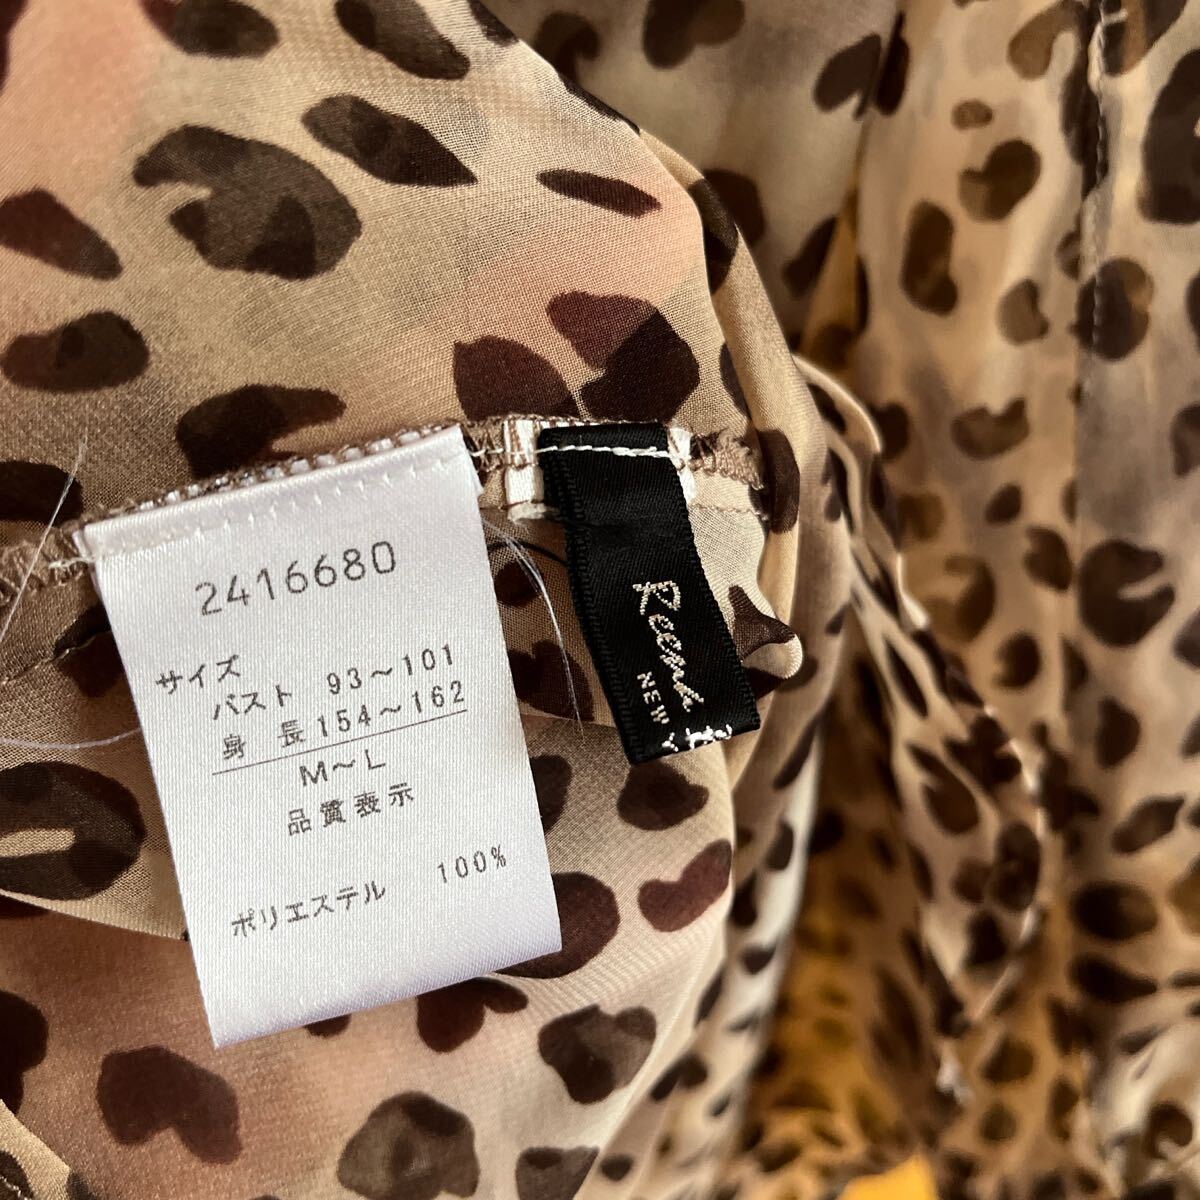 2416680
サイズ
バスト 93～101
身 長 154～162
M～L
品質表示
ポリエステル 100%
NEW